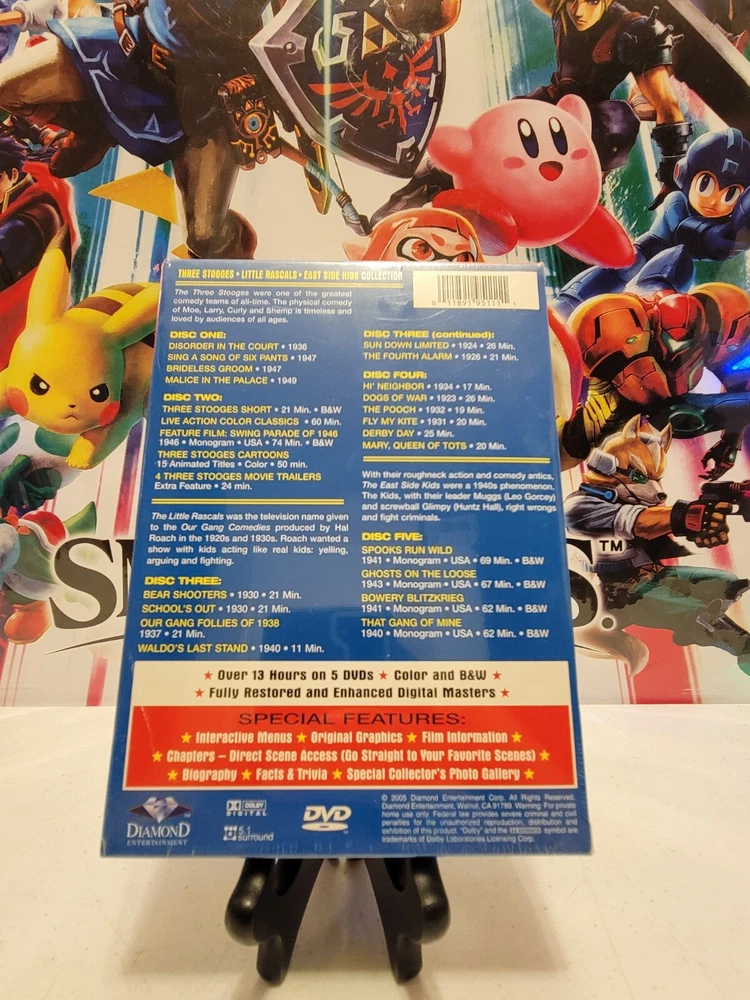 THREE STOOGES • LITTLE RASCALS • EAST SIDE KIDS COLLECTION
The Three Stooges were one of the greatest
comedy teams of all-time. The physical comedy
of Moe, Larry, Curly and Shemp is timeless and
loved by audiences of all ages.
DISC ONE:
DISORDER IN THE COURT • 1936
SING A SONG OF SIX PANTS • 1947
BRIDELESS GROOM • 1947
MALICE IN THE PALACE • 1949
DISC TWO:
THREE STOOGES SHORT • 21 Min. • B&W
LIVE ACTION COLOR CLASSICS • 60 Min.
FEATURE FILM: SWING PARADE OF 1946
1946 • Monogram • USA • 74 Min. • B&W
THREE STOOGES CARTOONS
15 Animated Titles • Color • 50 min.
4 THREE STOOGES MOVIE TRAILERS
Extra Feature • 24 min.
The Little Rascals was the television name given
to the Our Gang Comedies produced by Hal
Roach in the 1920s and 1930s. Roach wanted a
show with kids acting like real kids: yelling,
arguing and fighting.
DISC THREE:
BEAR SHOOTERS • 1930 • 21 Min.
SCHOOL'S OUT • 1930 • 21 Min.
OUR GANG FOLLIES OF 1938
1937 • 21 Min.
WALDO'S LAST STAND • 1940 • 11 Min.
0 11891 95111 1
DISC THREE (continued):
SUN DOWN LIMITED • 1924 • 26 Min.
THE FOURTH ALARM • 1926 • 21 Min.
DISC FOUR:
HI' NEIGHBOR • 1934 • 17 Min.
DOGS OF WAR • 1923 • 26 Min.
THE POOCH • 1932 • 19 Min.
FLY MY KITE • 1931 • 20 Min.
DERBY DAY • 25 Min.
MARY, QUEEN OF TOTS • 20 Min.
With their roughneck action and comedy antics,
The East Side Kids were a 1940s phenomenon.
The Kids, with their leader Muggs (Leo Gorcey)
and screwball Glimpy (Huntz Hall), right wrongs
and fight criminals.
DISC FIVE:
SPOOKS RUN WILD
1941 • Monogram • USA • 69 Min. • B&W
GHOSTS ON THE LOOSE
1943 • Monogram • USA • 67 Min. • B&W
BOWERY BLITZKRIEG
1941 • Monogram • USA • 62 Min. • B&W
THAT GANG OF MINE
1940 • Monogram • USA • 62 Min. • B&W
★ Over 13 Hours on 5 DVDs ★ Color and B&W ★
★ Fully Restored and Enhanced Digital Masters ★
SPECIAL FEATURES:
★ Interactive Menus ★ Original Graphics ★ Film Information ★
★ Chapters – Direct Scene Access (Go Straight to Your Favorite Scenes) ★
★ Biography ★ Facts & Trivia ★ Special Collector's Photo Gallery ★
DIAMOND
ENTERTAINMENT
DOLBY
DIGITAL
5.1
surround
DVD
© 2005 Diamond Entertainment Corp. All Rights Reserved.
Diamond Entertainment, Walnut, CA 91789 Warning: For private
home use only. Federal law provides severe criminal and civil
penalties for the unauthorized reproduction, distribution and
exhibition of this product. "Dolby" and the symbol are
trademarks of Dolby Laboratories Licensing Corp.
S.
TM